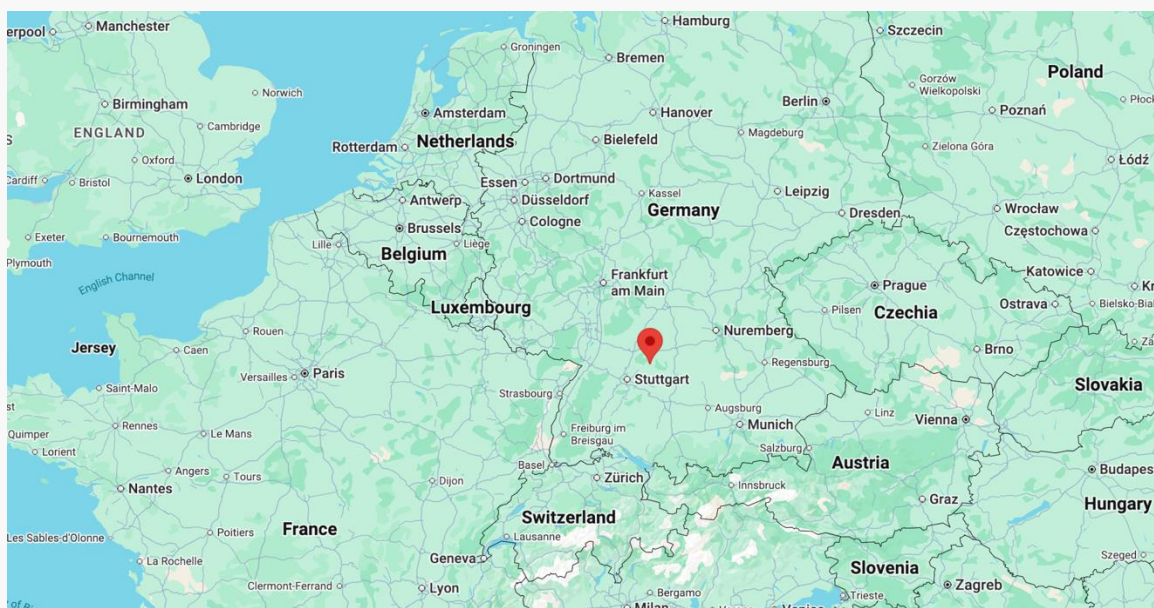 Manchester
erpool
Hamburg
Szczecin
Groningen
Bremen
Poland
Norwich
Gorzów
Wielkopolski
Birmingham
Berlin
Płock
Poznań
Amsterdam
Hanover
ENGLAND
Cambridge
Magdeburg
Netherlands
Bielefeld
Rotterdam
Zielona Góra
Oxford
Łódź
Cardiff
Bristol
London
Essen
Dortmund
Kassel
Leipzig
Antwerp
Düsseldorf
Wrocław
Germany
Dresden
Cologne
Brussels
Częstochowa
Exeter
Bournemouth
Lille
Liège
Belgium
Plymouth
English Channel
Frankfurt
am Main
Katowice
Prague
Kr
Luxembourg
Ostrava
Bielsko-Bia
Pilsen
Czechia
Rouen
Nuremberg
Jersey
Caen
Brno
Regensburg
Paris
Versailles
Stuttgart
Slovakia
Saint-Malo
Strasbourg
Augsburg
Linz
Vienna
Rennes
Munich
Quimper
Le Mans
Freiburg im
Breisgau
Salzburg
Lorient
Austria
Basel
Angers
Tours
Budapes
Zürich
Dijon
Innsbruck
Nantes
Graz
Hungary
Switzerland
France
Poitiers
Les Sables-d'Olonne
Lausanne
Geneva
Szeged
La Rochelle
Slovenia
Clermont-Ferrand
Lyon
Zagreb
Bergamo
Trieste
Milan
Venice